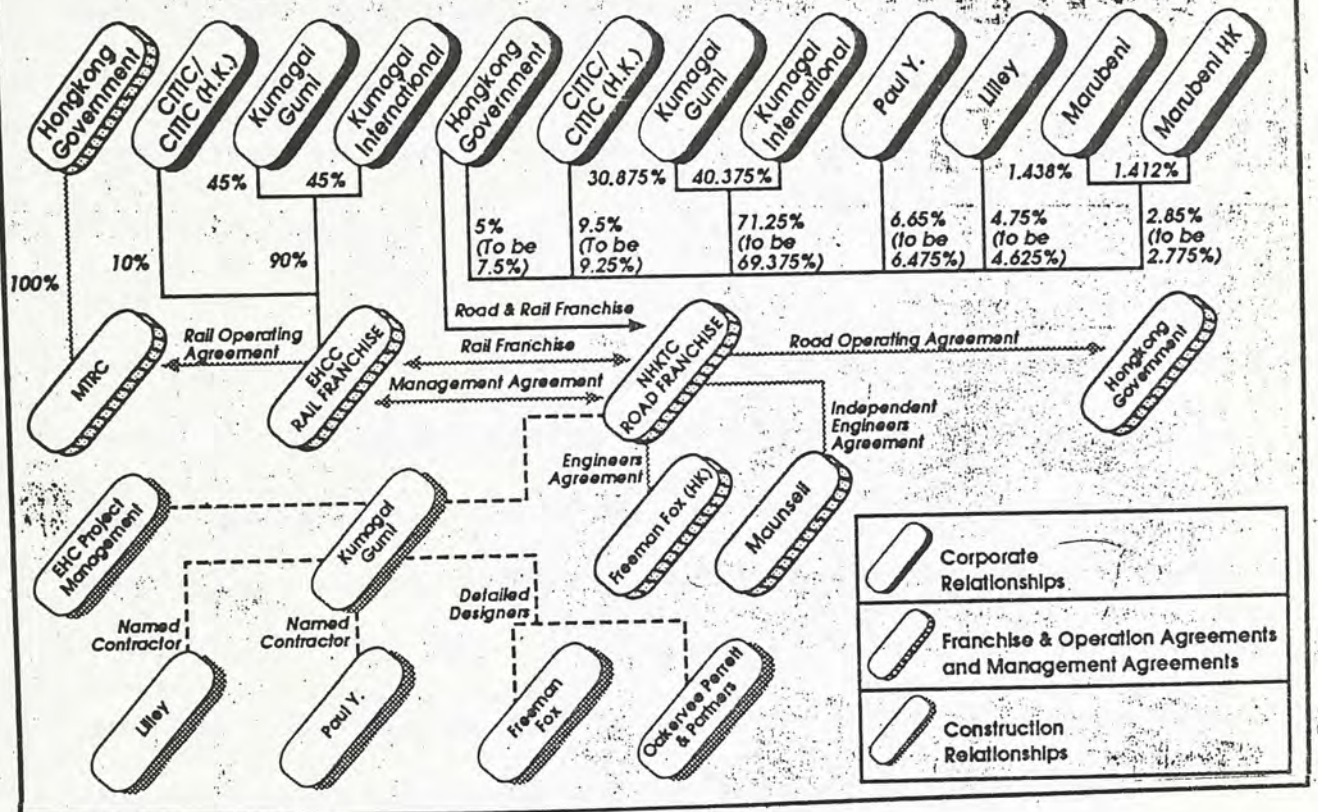 Hongkong
Government
CITIC/
CITIC (H.K.)
Kumagai
Gumi
Kumagai
International
Hongkong
Government
CITIC/
CITIC (H.K.)
Kumagai
Gumi
Kumagai
International
Paul Y.
Lilley
Marubeni
Marubeni HK
45%
45%
30.875%
40.375%
1.438%
1.412%
100%
10%
90%
5%
(To be
7.5%)
9.5%
(To be
9.25%)
71.25%
(to be
69.375%)
6.65%
(to be
6.475%)
4.75%
(to be
4.625%)
2.85%
(to be
2.775%)
Road & Rail Franchise
MTRC
Rail Operating
Agreement
EHCC
RAIL FRANCHISE
Rail Franchise
Management Agreement
NHKTC
ROAD FRANCHISE
Road Operating Agreement
Hongkong
Government
Independent
Engineers
Agreement
Engineers
Agreement
EHC Project
Management
Kumagai
Gumi
Freeman Fox (HK)
Maunsell
Named
Contractor
Named
Contractor
Detailed
Designers
Lilley
Paul Y.
Freeman
Fox
Oakervee Perrett
& Partners
Corporate
Relationships
Franchise & Operation Agreements
and Management Agreements
Construction
Relationships